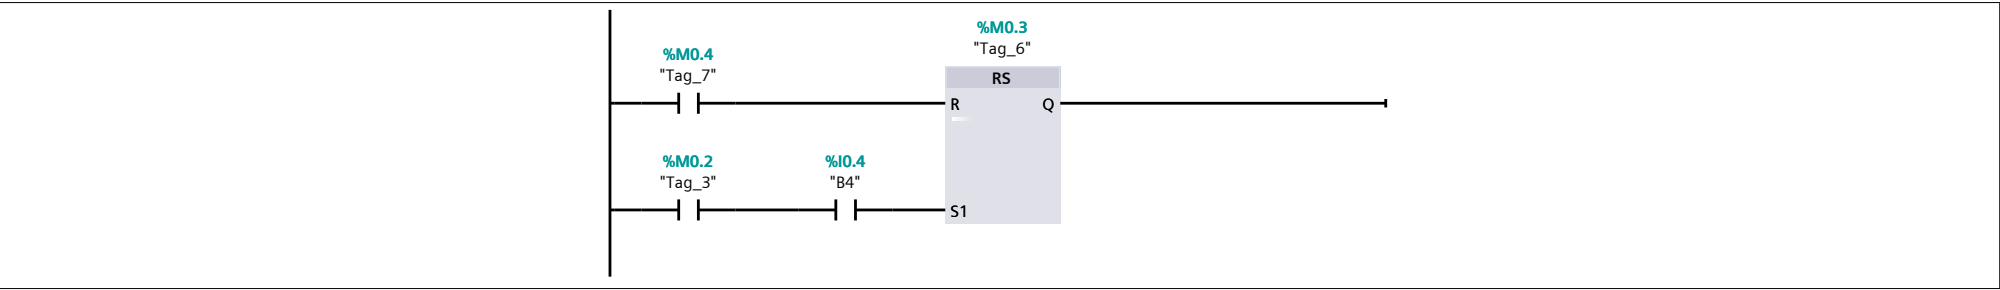 %M0.3
"Tag_6"
%M0.4
"Tag_7"
RS
R
Q
%M0.2
"Tag_3"
%I0.4
"B4"
S1